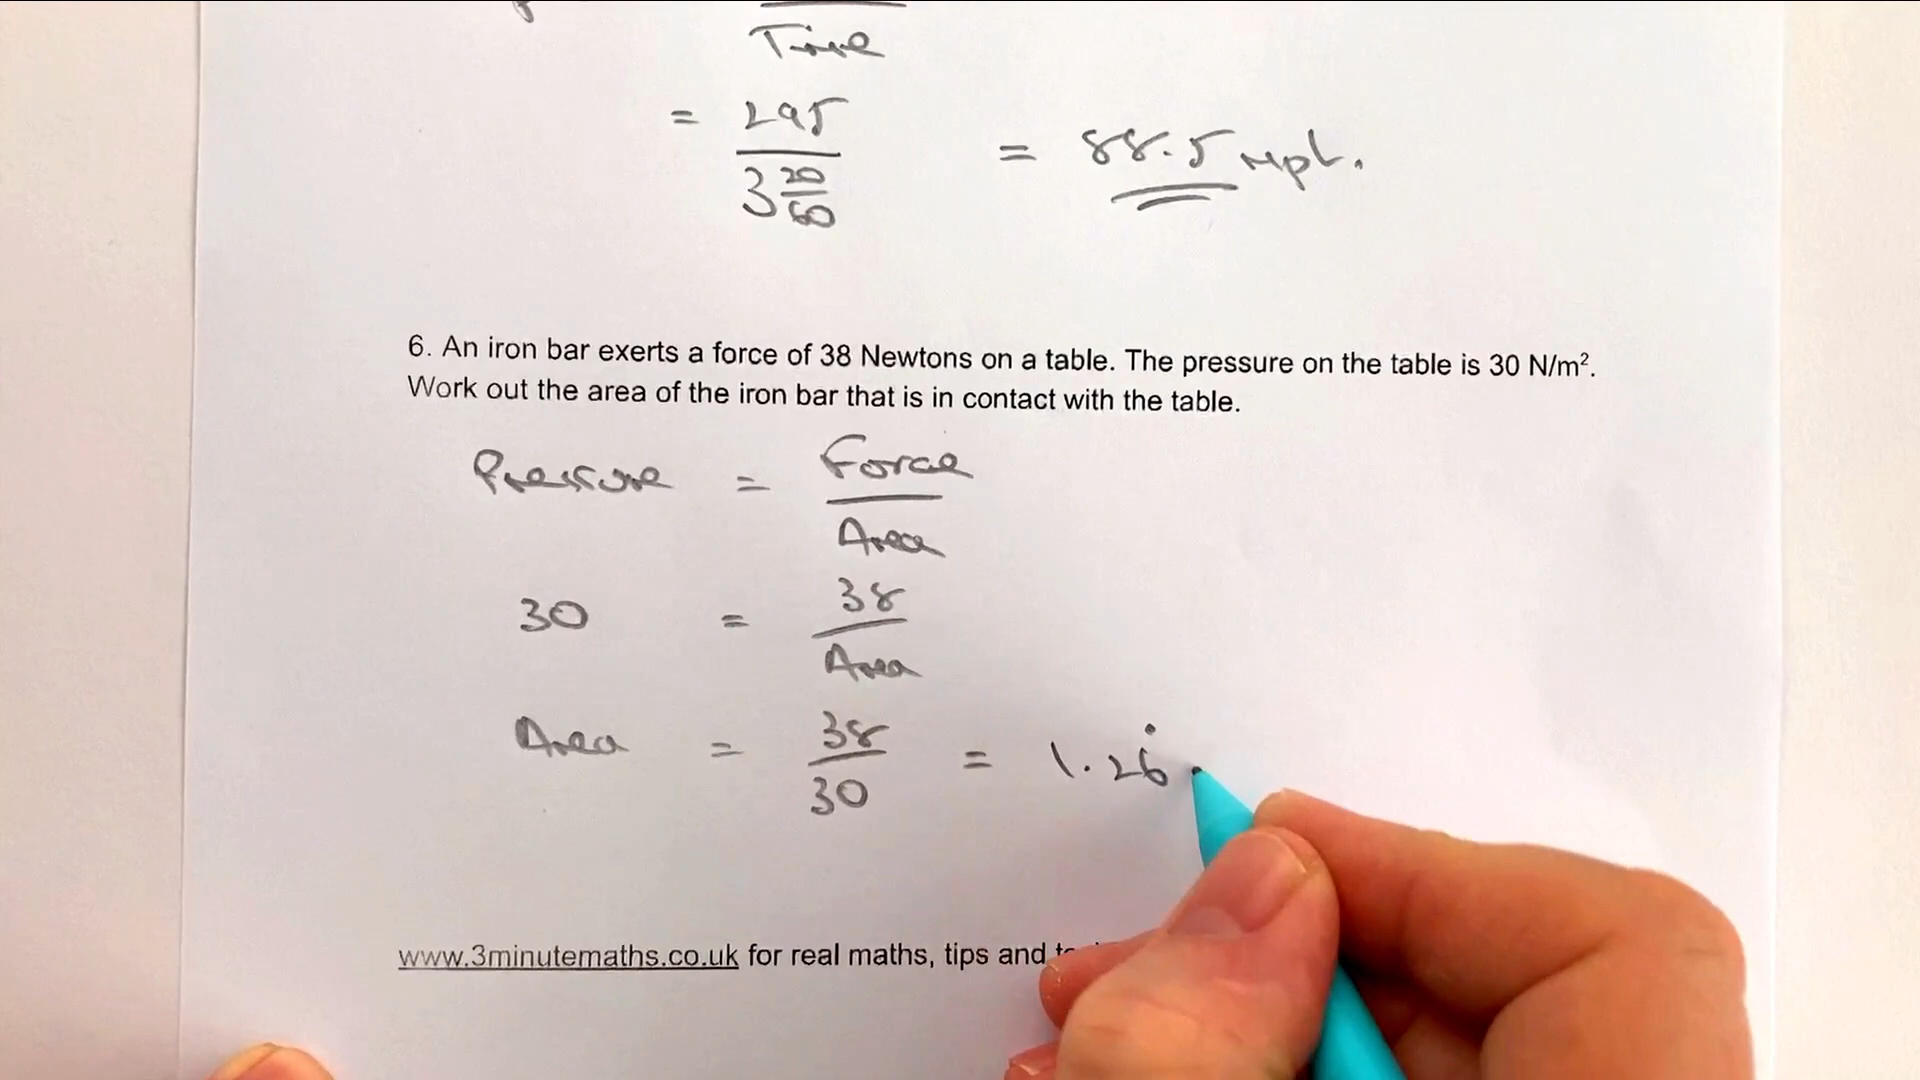 Time
= 295 / 3 20/60 = 88.5 mph.
6. An iron bar exerts a force of 38 Newtons on a table. The pressure on the table is 30 N/m².
Work out the area of the iron bar that is in contact with the table.
Pressure = Force / Area
30 = 38 / Area
Area = 38 / 30 = 1.26̇
www.3minutemaths.co.uk for real maths, tips and